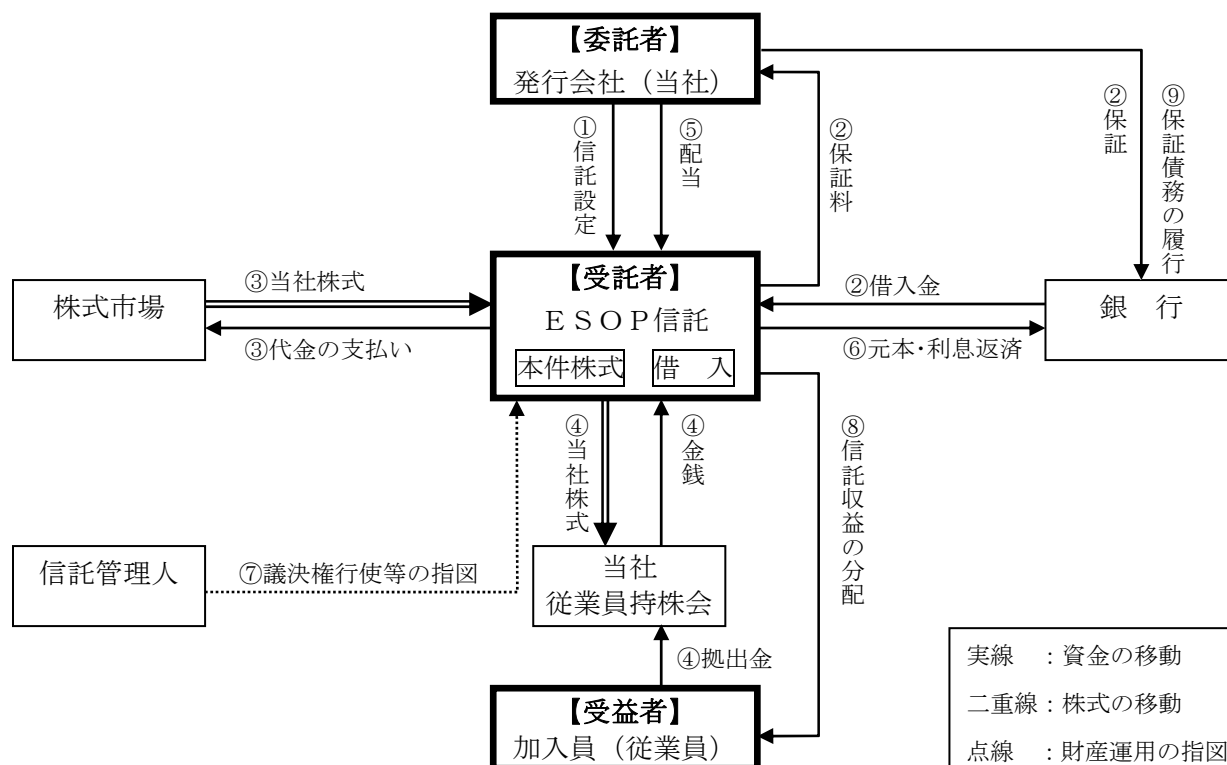 【委託者】
発行会社（当社）
①信託設定
⑤配当
②保証料
②保証
⑨保証債務の履行
株式市場
③当社株式
③代金の支払い
【受託者】
ＥＳＯＰ信託
本件株式
借　入
②借入金
⑥元本・利息返済
銀　行
④当社株式
④金銭
⑧信託収益の分配
信託管理人
⑦議決権行使等の指図
当社
従業員持株会
④拠出金
【受益者】
加入員（従業員）
実線　：資金の移動
二重線：株式の移動
点線　：財産運用の指図